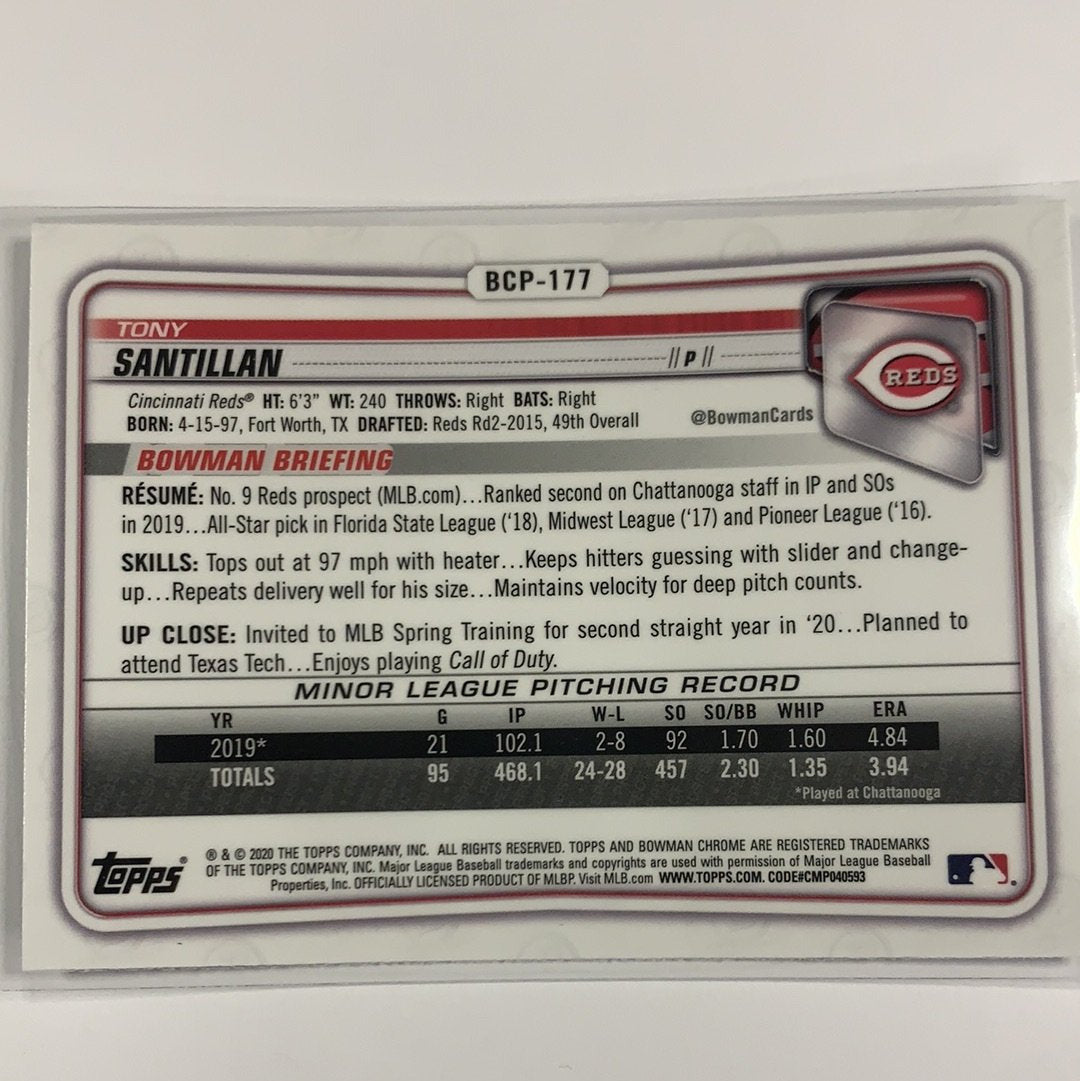 BCP-177
TONY
SANTILLAN // P //
REDS
Cincinnati Reds® HT: 6'3" WT: 240 THROWS: Right BATS: Right
BORN: 4-15-97, Fort Worth, TX DRAFTED: Reds Rd2-2015, 49th Overall
@BowmanCards
BOWMAN BRIEFING
RÉSUMÉ: No. 9 Reds prospect (MLB.com)...Ranked second on Chattanooga staff in IP and SOs
in 2019...All-Star pick in Florida State League ('18), Midwest League ('17) and Pioneer League ('16).
SKILLS: Tops out at 97 mph with heater...Keeps hitters guessing with slider and change-
up...Repeats delivery well for his size...Maintains velocity for deep pitch counts.
UP CLOSE: Invited to MLB Spring Training for second straight year in '20...Planned to
attend Texas Tech...Enjoys playing Call of Duty.
MINOR LEAGUE PITCHING RECORD
YR G IP W-L SO SO/BB WHIP ERA
2019* 21 102.1 2-8 92 1.70 1.60 4.84
TOTALS 95 468.1 24-28 457 2.30 1.35 3.94
*Played at Chattanooga
Topps®
® & © 2020 THE TOPPS COMPANY, INC. ALL RIGHTS RESERVED. TOPPS AND BOWMAN CHROME ARE REGISTERED TRADEMARKS
OF THE TOPPS COMPANY, INC. Major League Baseball trademarks and copyrights are used with permission of Major League Baseball
Properties, Inc. OFFICIALLY LICENSED PRODUCT OF MLBP. Visit MLB.com WWW.TOPPS.COM. CODE#CMP040593